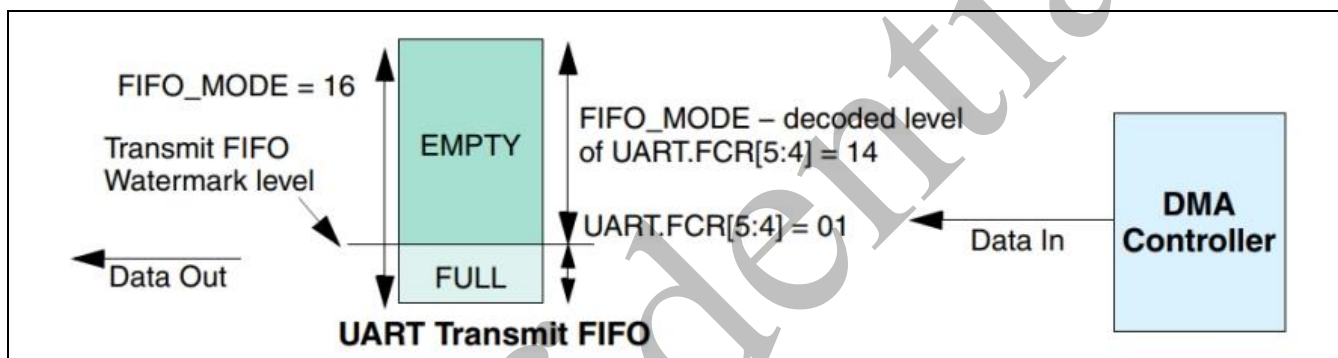 FIFO_MODE = 16
Transmit FIFO
Watermark level
Data Out
EMPTY
FULL
UART Transmit FIFO
FIFO_MODE – decoded level
of UART.FCR[5:4] = 14
UART.FCR[5:4] = 01
Data In
DMA
Controller